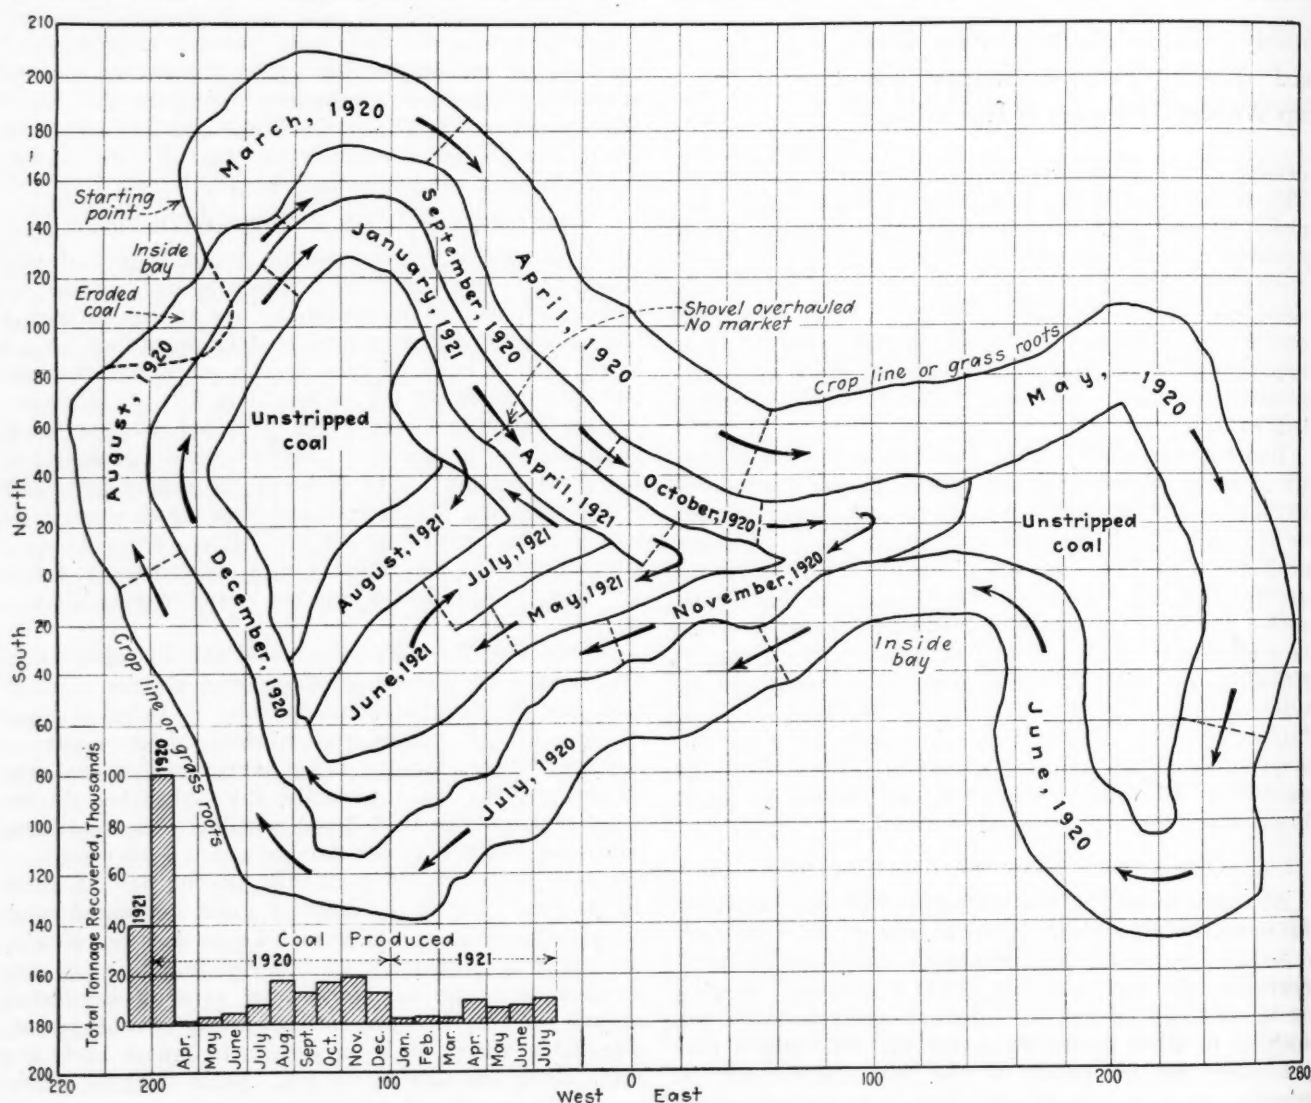 210
200
180
160
140
120
100
80
60
40
20
0
20
40
60
80
100
120
140
160
180
200
North
South
220
200
100
0
100
200
280
West East
March, 1920
Starting
point
Inside
bay
Eroded
coal
September, 1920
January, 1921
April, 1920
Shovel overhauled
No market
Crop line or grass roots
May, 1920
August, 1920
Unstripped
coal
April, 1921
October, 1920
Unstripped
coal
August, 1921
July, 1921
May, 1921
November, 1920
December, 1920
June, 1921
Inside
bay
Crop line or grass roots
July, 1920
June, 1920
Total Tonnage Recovered, Thousands
100
80
60
40
20
0
1921
1920
Coal Produced
1920 1921
Apr.
May
June
July
Aug.
Sept.
Oct.
Nov.
Dec.
Jan.
Feb.
Mar.
Apr.
May
June
July